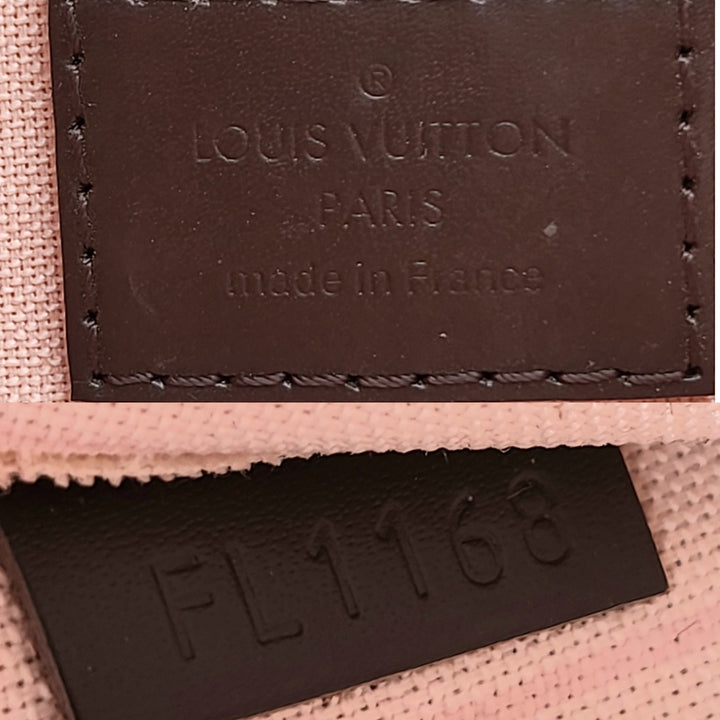 ®
LOUIS VUITTON
PARIS
made in France
FL1168